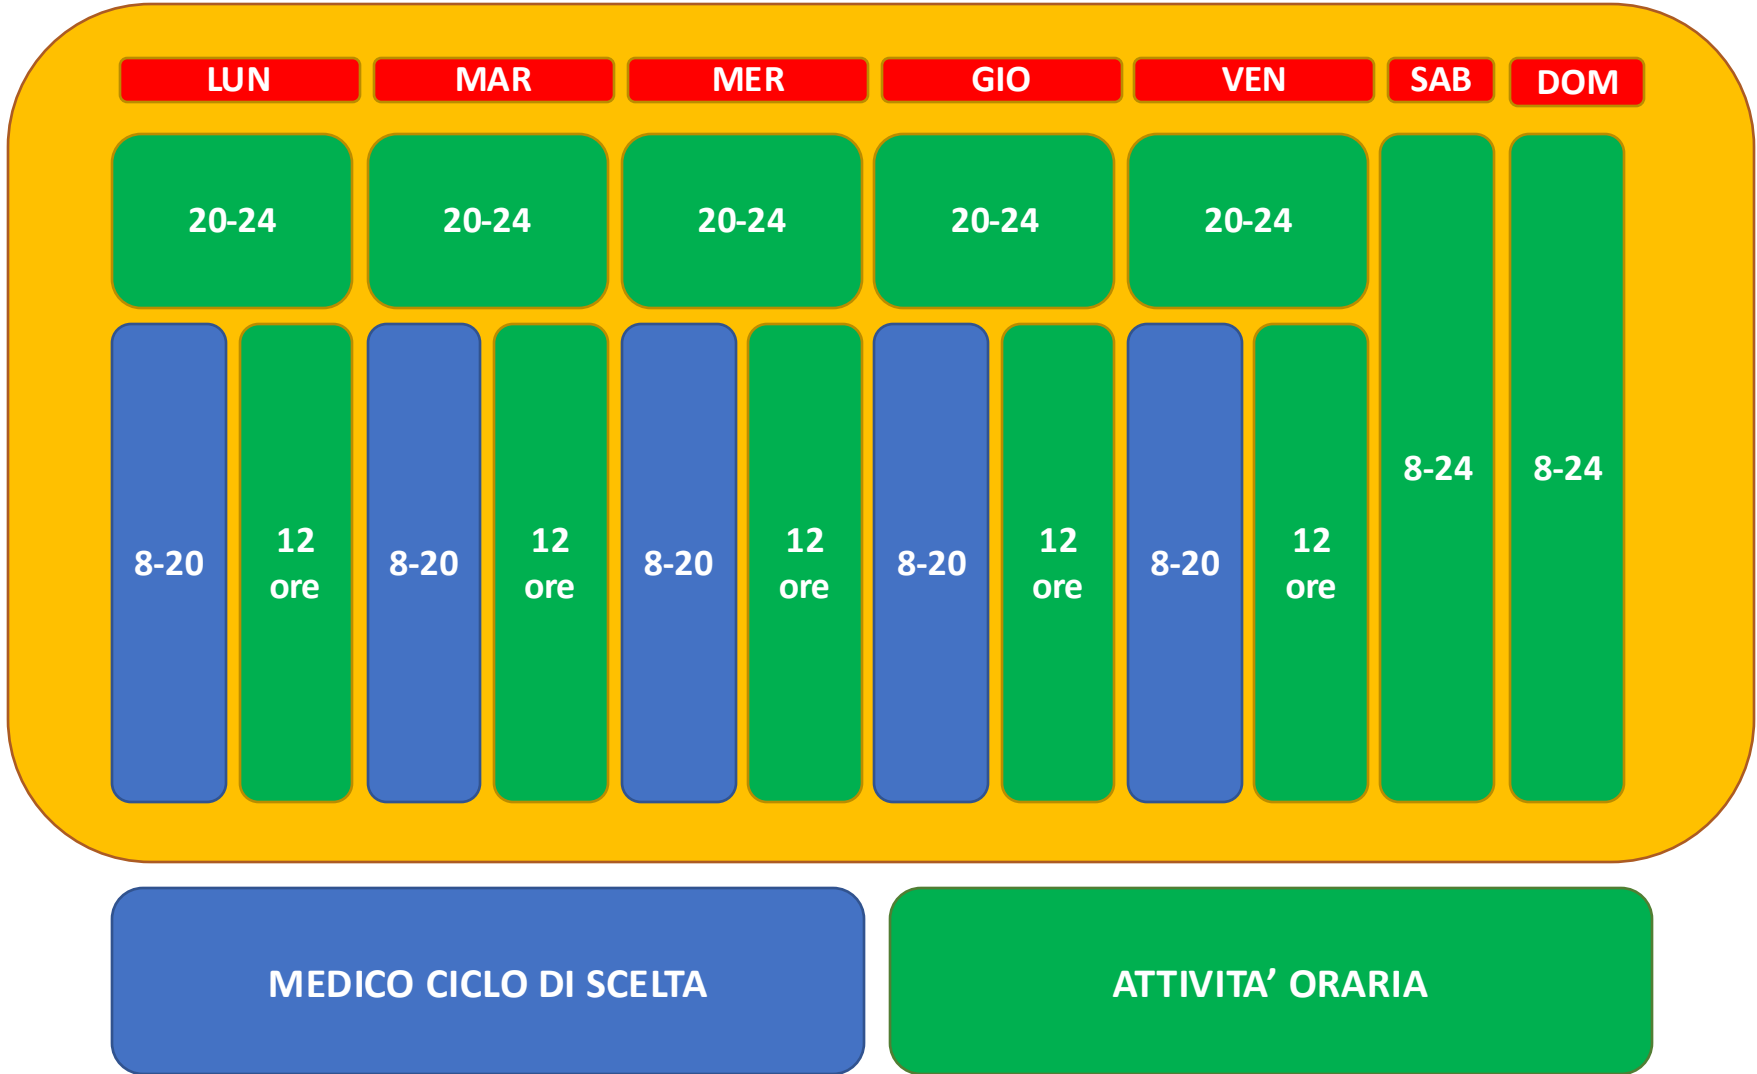 LUN
MAR
MER
GIO
VEN
SAB
DOM
20-24
20-24
20-24
20-24
20-24
8-20
12
ore
8-20
12
ore
8-20
12
ore
8-20
12
ore
8-20
12
ore
8-24
8-24
MEDICO CICLO DI SCELTA
ATTIVITA’ ORARIA